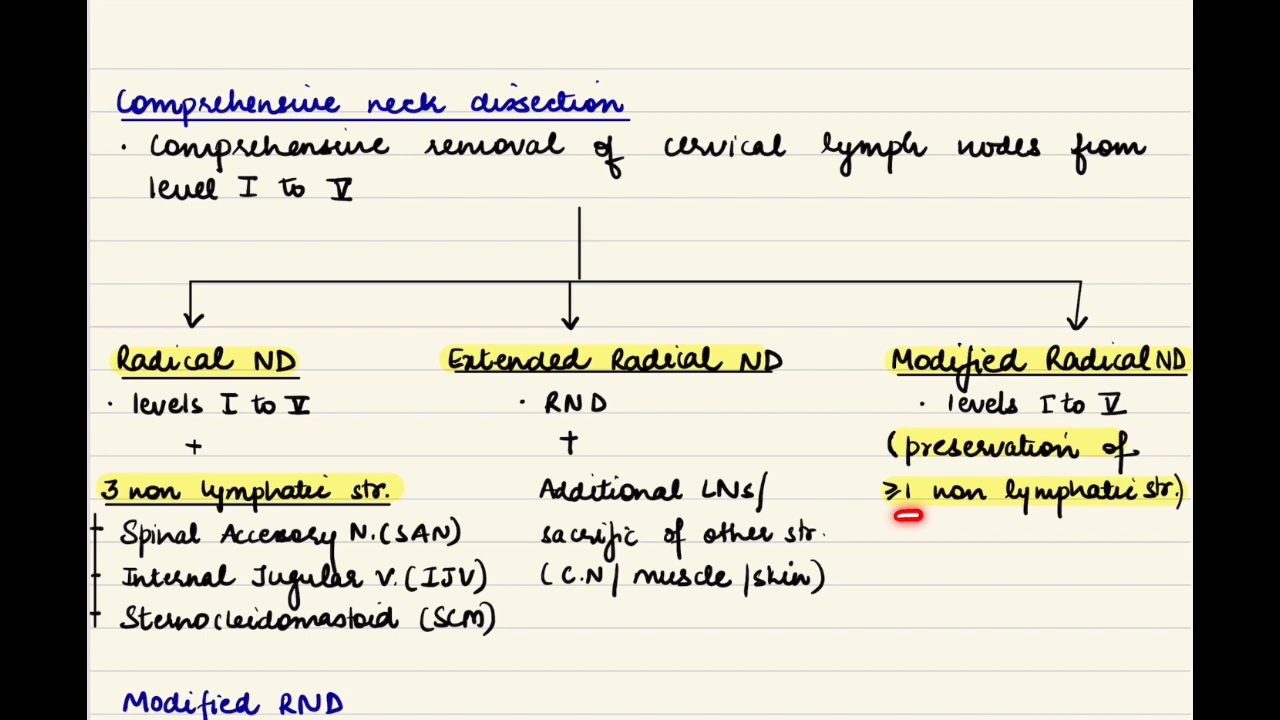 Comprehensive neck dissection
· Comprehensive removal of cervical lymph nodes from
level I to V
Radical ND
· levels I to V
+
3 non lymphatic str.
Spinal Accessory N.(SAN)
Internal Jugular V.(IJV)
Sternocleidomastoid (SCM)
Extended Radical ND
· RND
+
Additional LNs/
sacrific of other str.
(C.N/ muscle/skin)
Modified Radical ND
· levels I to V
(preservation of
≥1 non lymphatic str.)
Modified RND